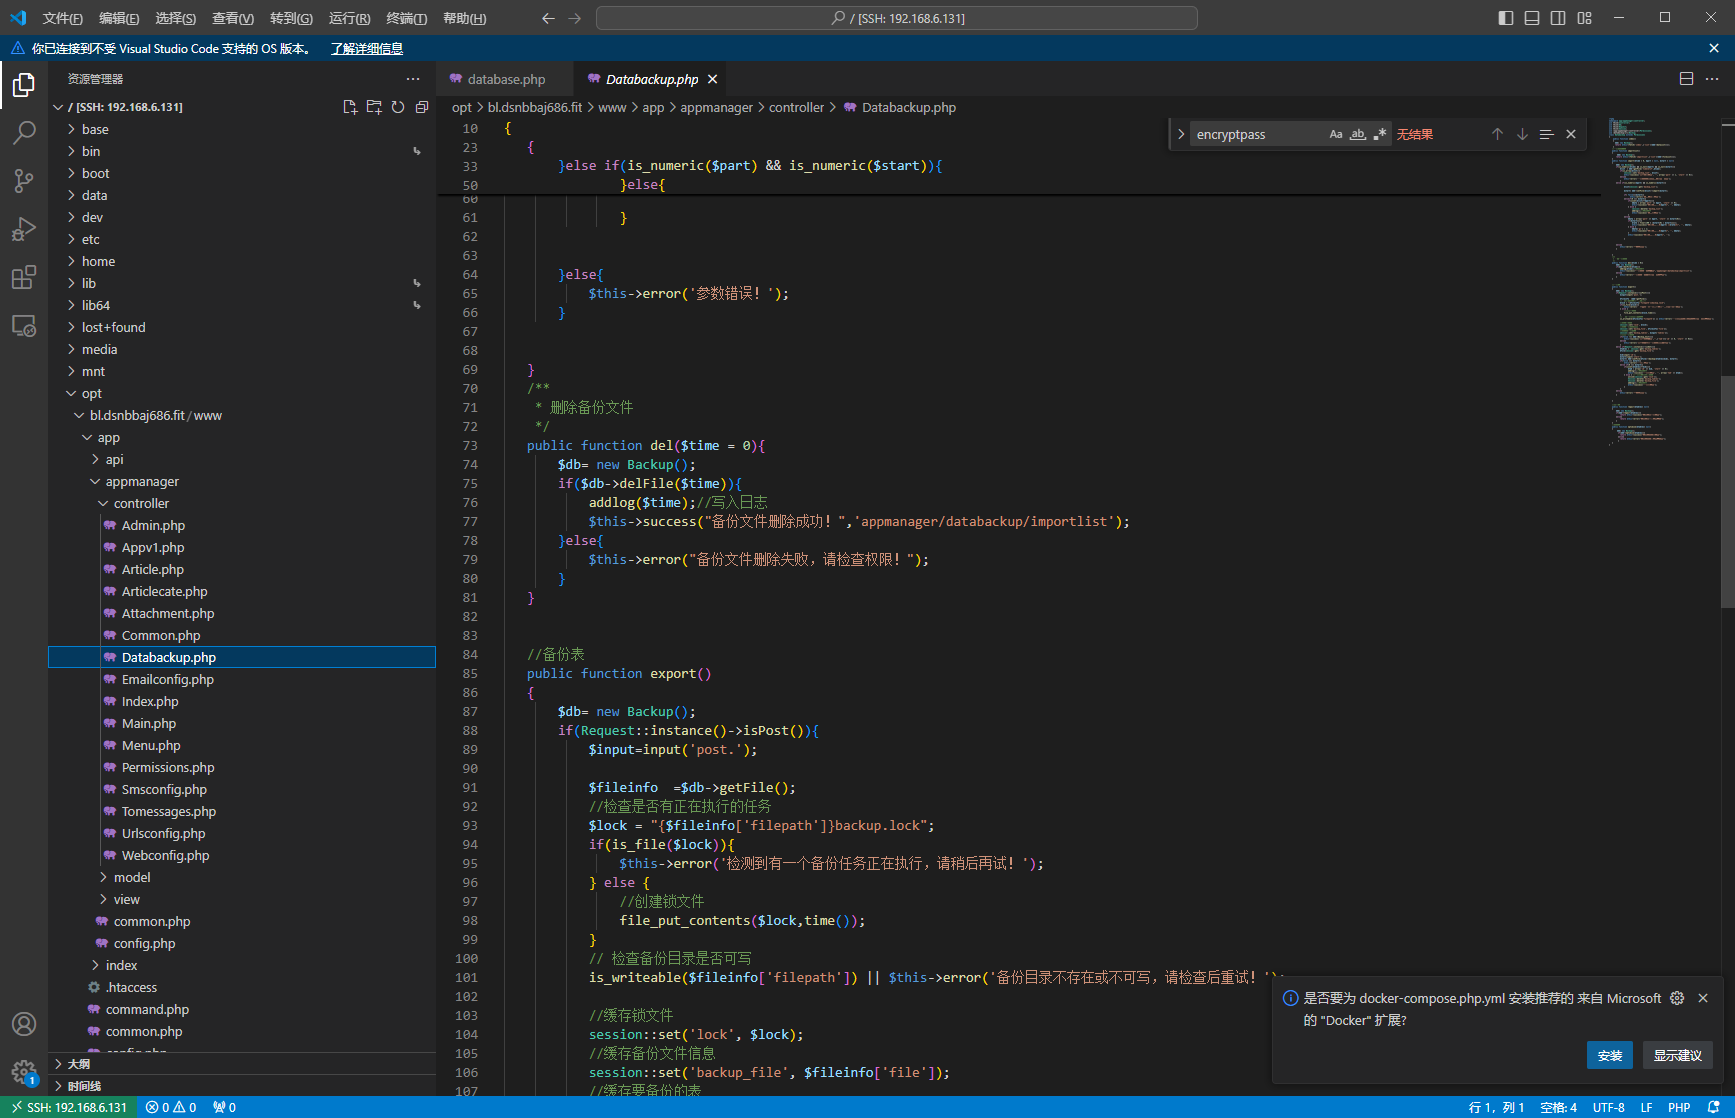 文件(F) 编辑(E) 选择(S) 查看(V) 转到(G) 运行(R) 终端(T) 帮助(H)
/ [SSH: 192.168.6.131]
你已连接到不受 Visual Studio Code 支持的 OS 版本。 了解详细信息
资源管理器
/ [SSH: 192.168.6.131]
base
bin
boot
data
dev
etc
home
lib
lib64
lost+found
media
mnt
opt
bl.dsnbbaj686.fit/www
app
api
appmanager
controller
Admin.php
Appv1.php
Article.php
Articlecate.php
Attachment.php
Common.php
Databackup.php
Emailconfig.php
Index.php
Main.php
Menu.php
Permissions.php
Smsconfig.php
Tomessages.php
Urlsconfig.php
Webconfig.php
model
view
common.php
config.php
index
.htaccess
command.php
common.php
config.php
大纲
时间线
database.php
Databackup.php
opt > bl.dsnbbaj686.fit > www > app > appmanager > controller > Databackup.php
encryptpass Aa ab .* 无结果
10 {
23 {
33 }else if(is_numeric($part) && is_numeric($start)){
50 }else{
60
61 }
62
63
64 }else{
65 $this->error('参数错误！');
66 }
67
68
69 }
70 /**
71 * 删除备份文件
72 */
73 public function del($time = 0){
74 $db= new Backup();
75 if($db->delFile($time)){
76 addlog($time);//写入日志
77 $this->success("备份文件删除成功！",'appmanager/databackup/importlist');
78 }else{
79 $this->error("备份文件删除失败，请检查权限！");
80 }
81 }
82
83
84 //备份表
85 public function export()
86 {
87 $db= new Backup();
88 if(Request::instance()->isPost()){
89 $input=input('post.');
90
91 $fileinfo  =$db->getFile();
92 //检查是否有正在执行的任务
93 $lock = "{$fileinfo['filepath']}backup.lock";
94 if(is_file($lock)){
95 $this->error('检测到有一个备份任务正在执行，请稍后再试！');
96 } else {
97 //创建锁文件
98 file_put_contents($lock,time());
99 }
100 // 检查备份目录是否可写
101 is_writeable($fileinfo['filepath']) || $this->error('备份目录不存在或不可写，请检查后重试！');
102
103 //缓存锁文件
104 session::set('lock', $lock);
105 //缓存备份文件信息
106 session::set('backup_file', $fileinfo['file']);
107 //缓存要备份的表
是否要为 docker-compose.php.yml 安装推荐的 来自 Microsoft
的 "Docker" 扩展?
安装 显示建议
1
SSH: 192.168.6.131 0 0 0 行 1，列 1 空格: 4 UTF-8 LF PHP